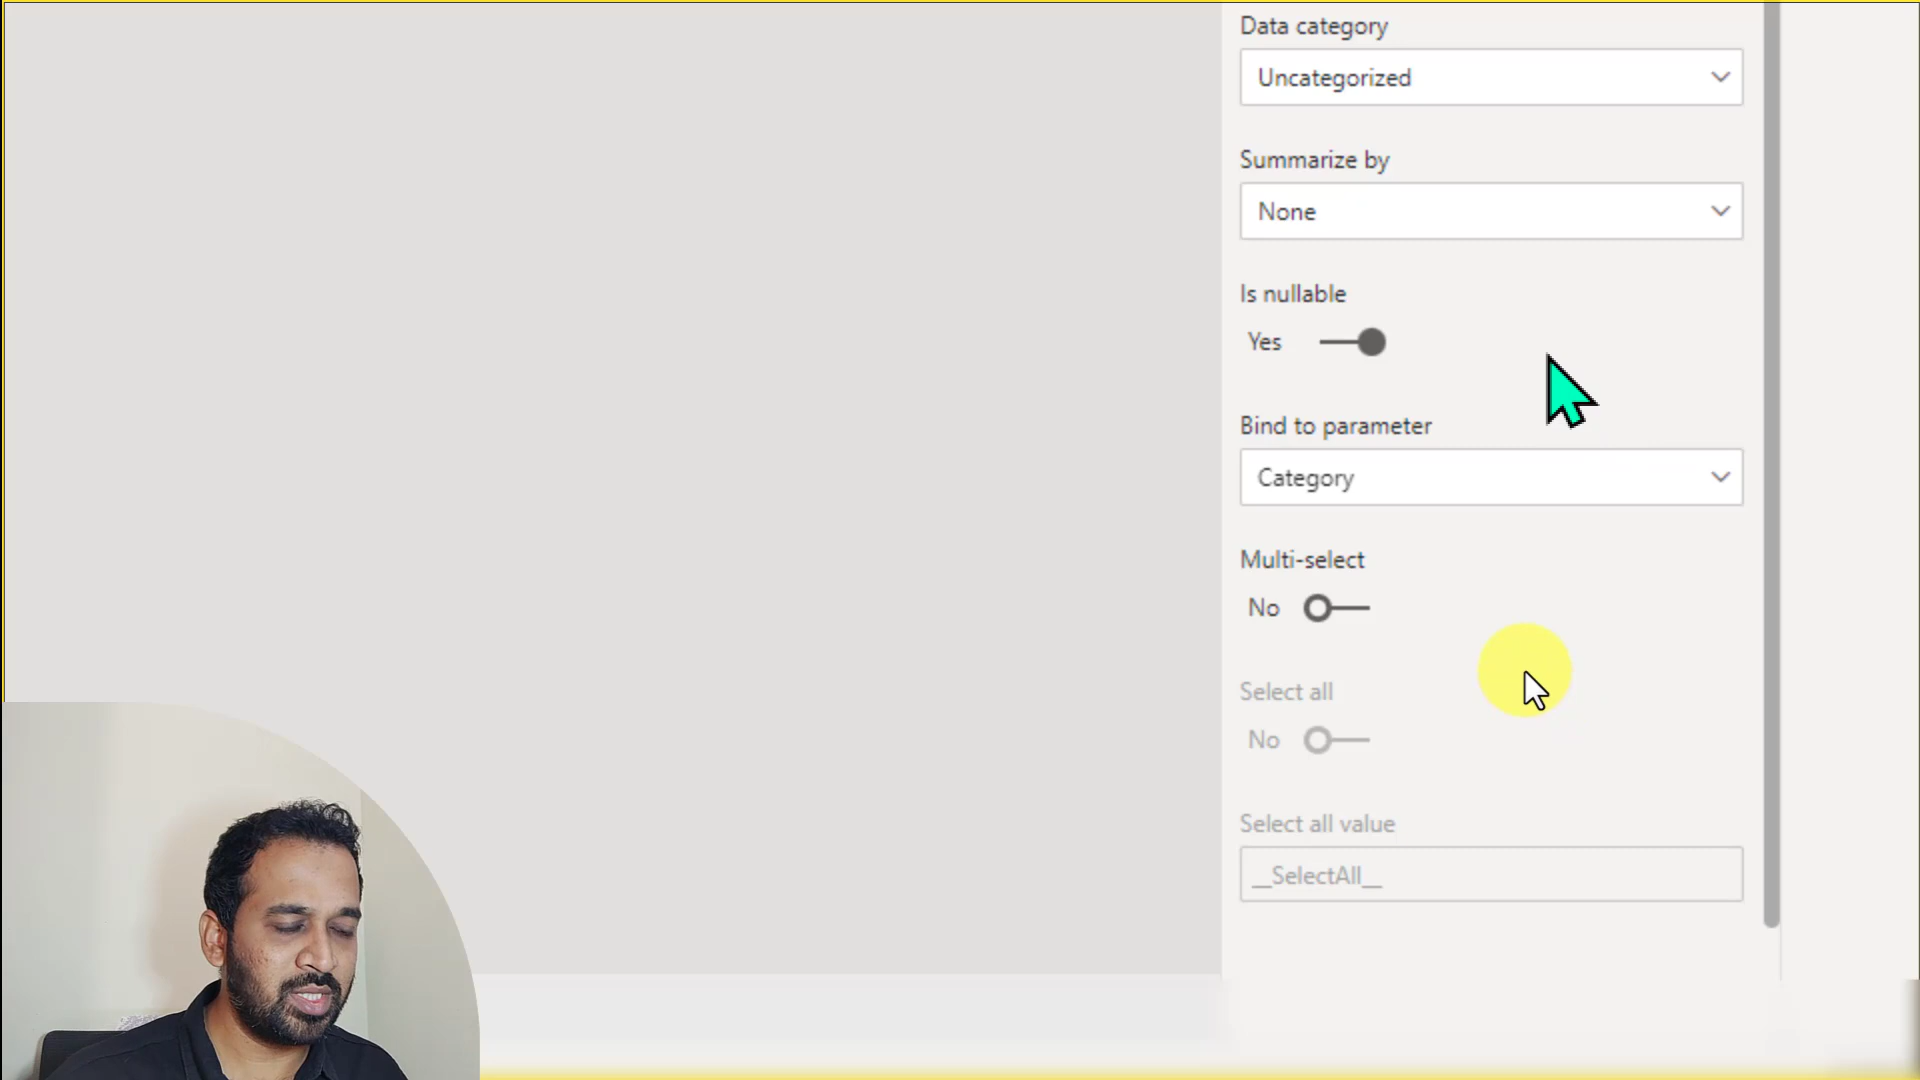 Data category
Uncategorized
Summarize by
None
Is nullable
Yes
Bind to parameter
Category
Multi-select
No
Select all
No
Select all value
__SelectAll__